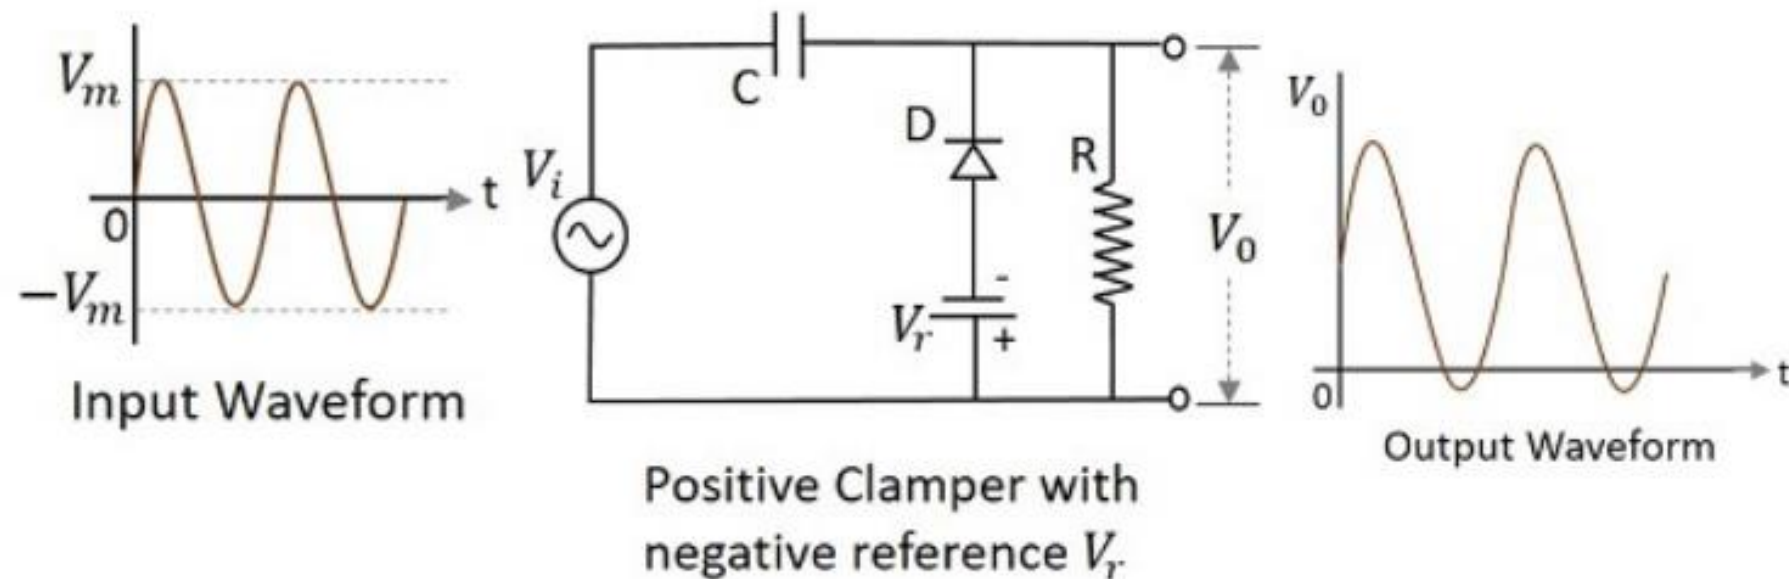 V_m
0
t
−V_m
Input Waveform
V_i
C
D
R
-
V_r
+
V_0
Positive Clamper with
negative reference V_r
V_0
0
t
Output Waveform